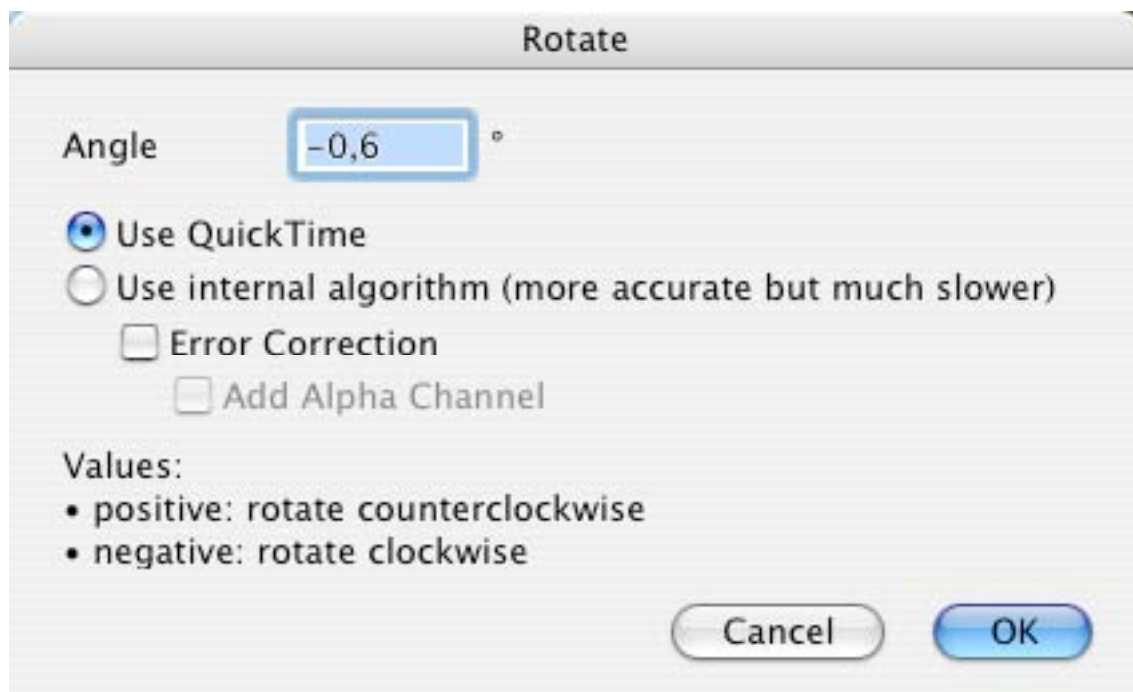 Rotate
Angle -0,6 °
Use QuickTime
Use internal algorithm (more accurate but much slower)
Error Correction
Add Alpha Channel
Values:
• positive: rotate counterclockwise
• negative: rotate clockwise
Cancel OK